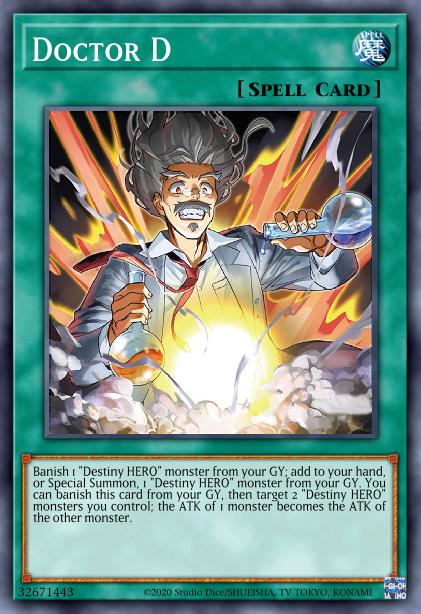 Doctor D
SPELL
魔
[Spell Card]
Banish 1 "Destiny HERO" monster from your GY; add to your hand,
or Special Summon, 1 "Destiny HERO" monster from your GY. You
can banish this card from your GY, then target 2 "Destiny HERO"
monsters you control; the ATK of 1 monster becomes the ATK of
the other monster.
32671443
©2020 Studio Dice/SHUEISHA, TV TOKYO, KONAMI